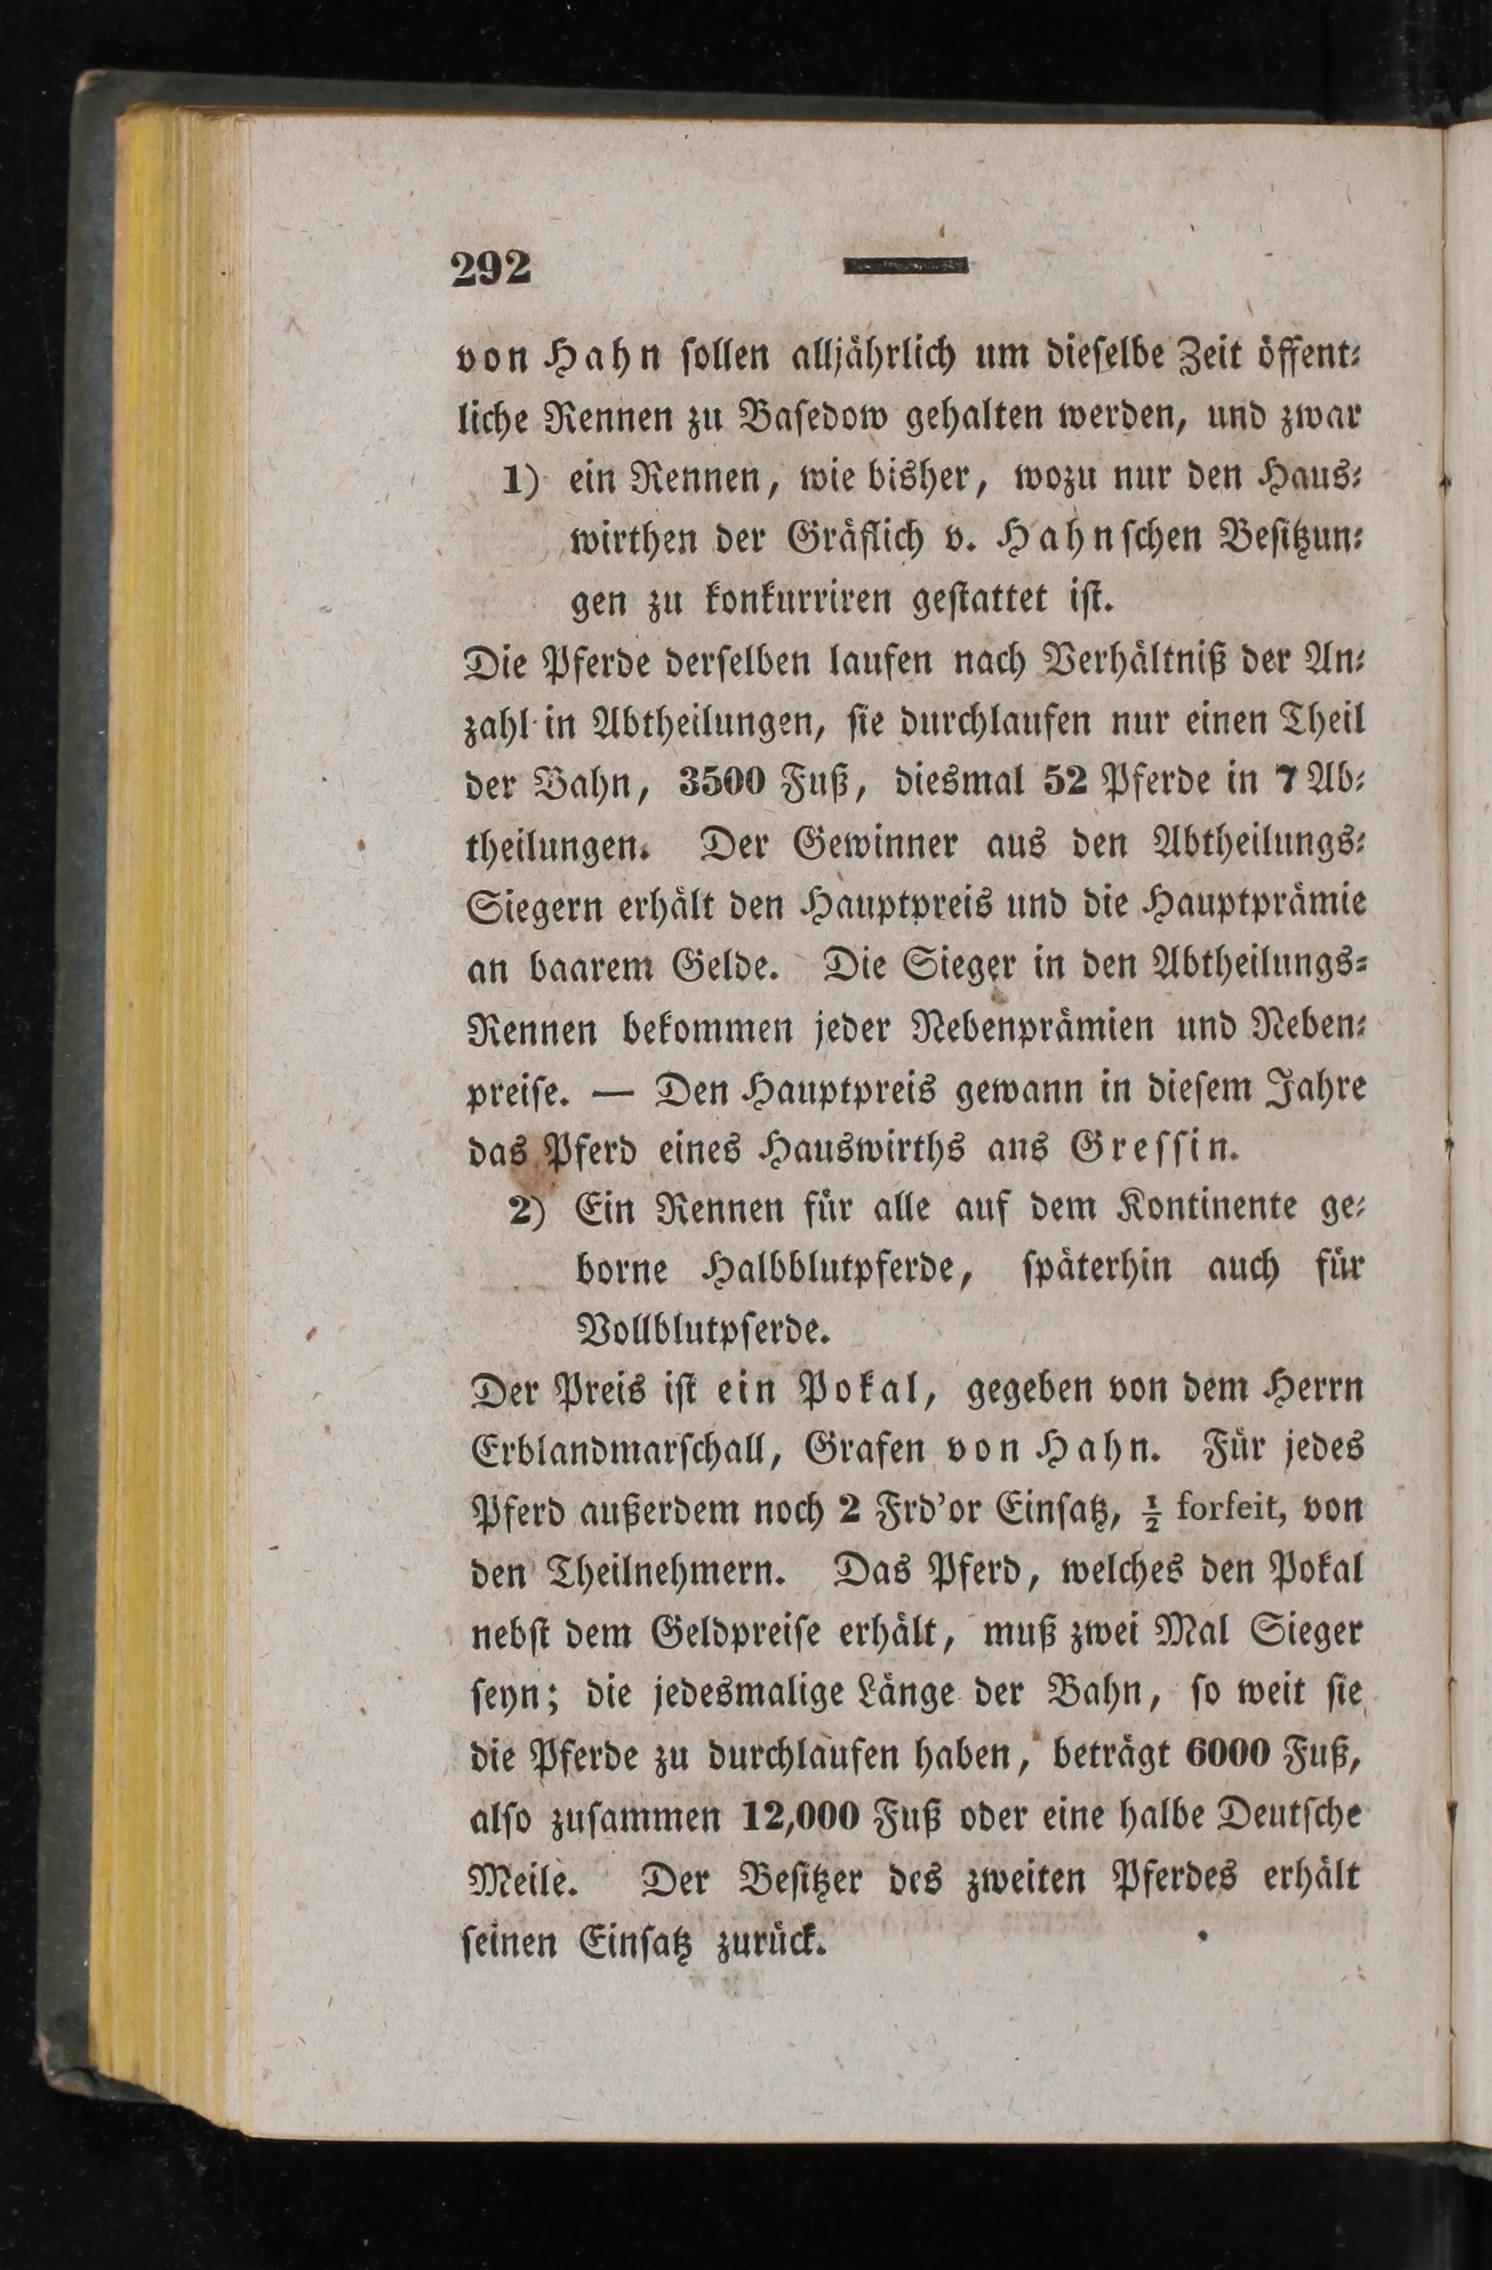 292
von Hahn ſollen alljährlich um dieſelbe Zeit öffent⸗
liche Rennen zu Baſedow gehalten werden, und zwar
1) ein Rennen, wie bisher, wozu nur den Haus⸗
wirthen der Gräflich v. Hahnſchen Beſitzun⸗
gen zu konkurriren geſtattet iſt.
Die Pferde derſelben laufen nach Verhältniß der An⸗
zahl in Abtheilungen, ſie durchlaufen nur einen Theil
der Bahn, 3500 Fuß, diesmal 52 Pferde in 7 Ab⸗
theilungen. Der Gewinner aus den Abtheilungs⸗
Siegern erhält den Hauptpreis und die Hauptprämie
an baarem Gelde. Die Sieger in den Abtheilungs⸗
Rennen bekommen jeder Nebenprämien und Neben⸗
preiſe. — Den Hauptpreis gewann in dieſem Jahre
das Pferd eines Hauswirths ans Greſſin.
2) Ein Rennen für alle auf dem Kontinente ge⸗
borne Halbblutpferde, ſpäterhin auch für
Vollblutpſerde.
Der Preis iſt ein Pokal, gegeben von dem Herrn
Erblandmarſchall, Grafen von Hahn. Für jedes
Pferd außerdem noch 2 Frd'or Einſatz, ½ forfeit, von
den Theilnehmern. Das Pferd, welches den Pokal
nebſt dem Geldpreiſe erhält, muß zwei Mal Sieger
ſeyn; die jedesmalige Länge der Bahn, ſo weit ſie
die Pferde zu durchlaufen haben, beträgt 6000 Fuß,
alſo zuſammen 12,000 Fuß oder eine halbe Deutſche
Meile. Der Beſitzer des zweiten Pferdes erhält
ſeinen Einſatz zurück.